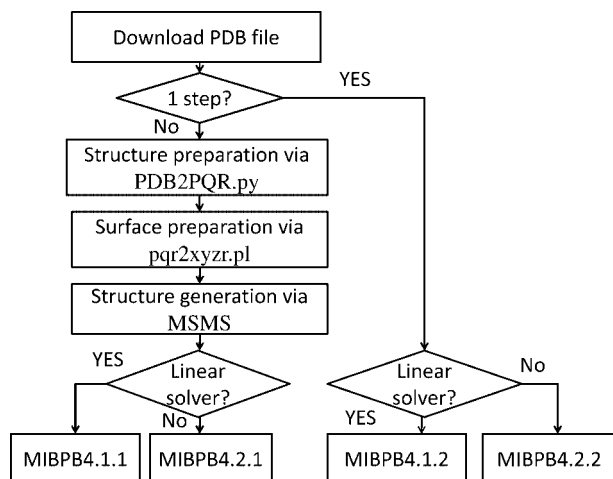 Download PDB file
YES
1 step?
No
Structure preparation via
PDB2PQR.py
Surface preparation via
pqr2xyzr.pl
Structure generation via
MSMS
YES
Linear
solver?
No
Linear
solver?
No
YES
MIBPB4.1.1
MIBPB4.2.1
MIBPB4.1.2
MIBPB4.2.2